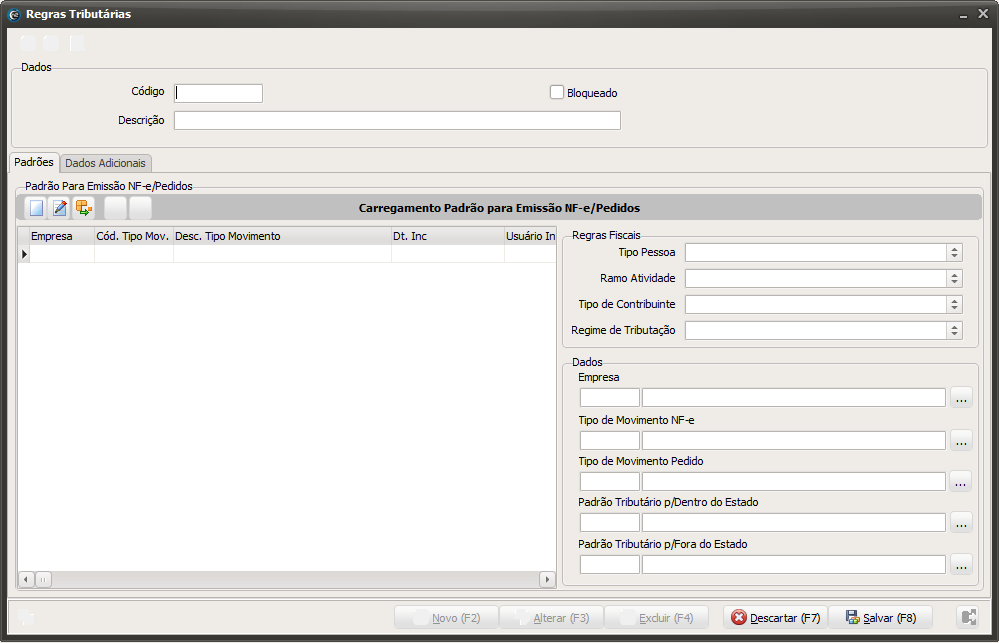 Regras Tributárias
Dados
Código
Bloqueado
Descrição
Padrões
Dados Adicionais
Padrão Para Emissão NF-e/Pedidos
Carregamento Padrão para Emissão NF-e/Pedidos
Empresa Cód. Tipo Mov. Desc. Tipo Movimento Dt. Inc Usuário In
Regras Fiscais
Tipo Pessoa
Ramo Atividade
Tipo de Contribuinte
Regime de Tributação
Dados
Empresa
...
Tipo de Movimento NF-e
...
Tipo de Movimento Pedido
...
Padrão Tributário p/Dentro do Estado
...
Padrão Tributário p/Fora do Estado
...
Novo (F2) Alterar (F3) Excluir (F4) Descartar (F7) Salvar (F8)